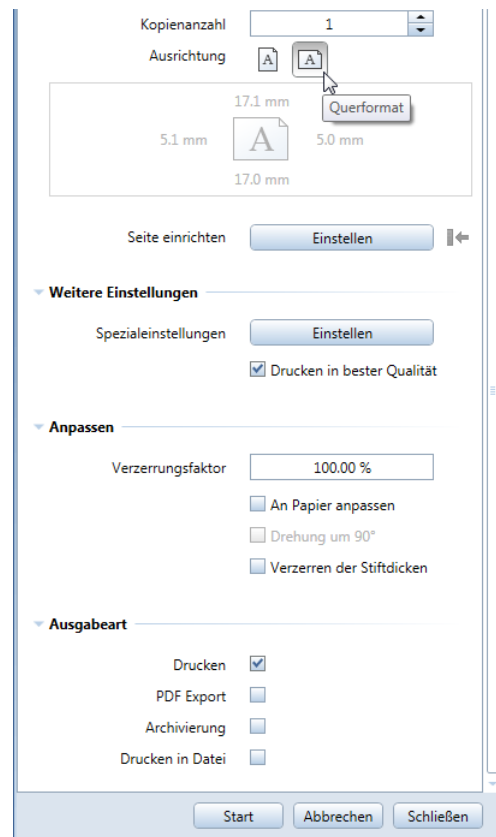 Kopienanzahl 1
Ausrichtung A A
Querformat
17.1 mm
5.1 mm A 5.0 mm
17.0 mm
Seite einrichten Einstellen
Weitere Einstellungen
Spezialeinstellungen Einstellen
Drucken in bester Qualität
Anpassen
Verzerrungsfaktor 100.00 %
An Papier anpassen
Drehung um 90°
Verzerren der Stiftdicken
Ausgabeart
Drucken
PDF Export
Archivierung
Drucken in Datei
Start Abbrechen Schließen